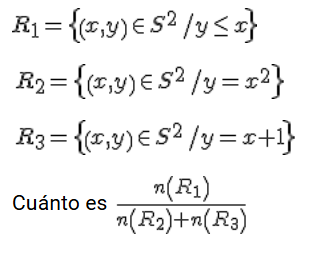 R₁ = {(x,y) ∈ S² / y ≤ x}
R₂ = {(x,y) ∈ S² / y = x²}
R₃ = {(x,y) ∈ S² / y = x+1}
Cuánto es n(R₁) / n(R₂)+n(R₃)